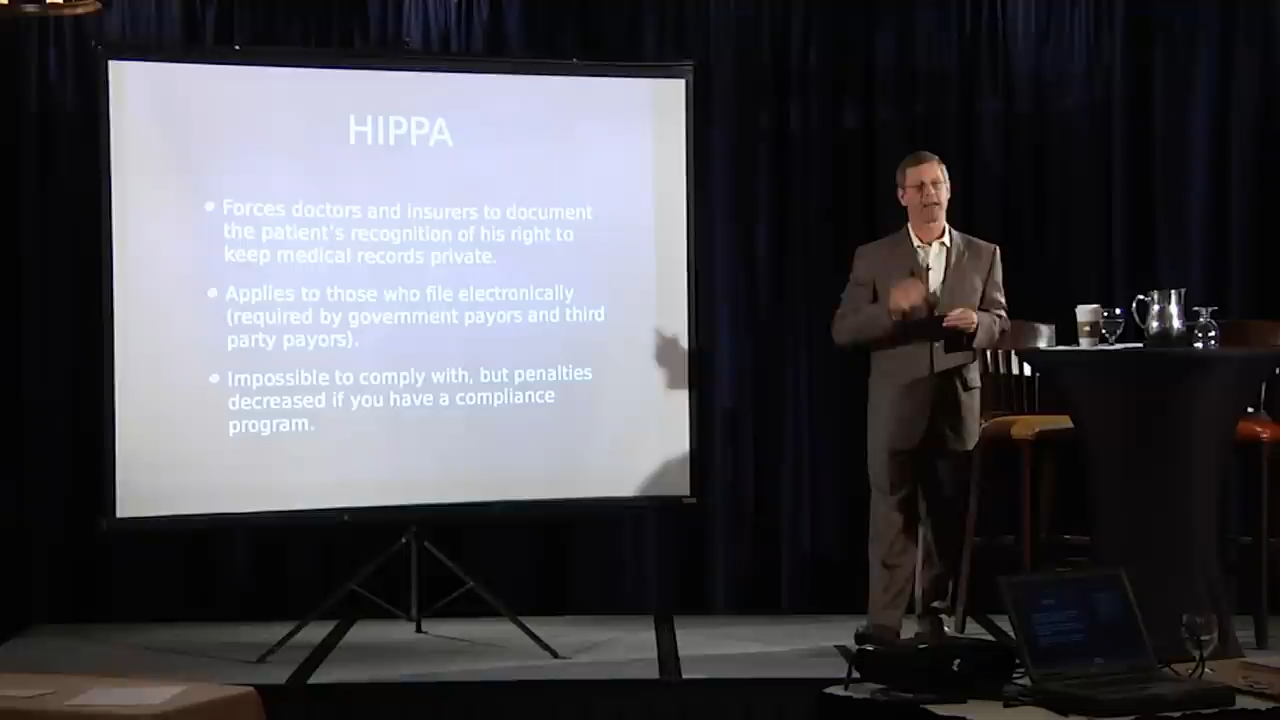 HIPPA
• Forces doctors and insurers to document
the patient's recognition of his right to
keep medical records private.
• Applies to those who file electronically
(required by government payors and third
party payors).
• Impossible to comply with, but penalties
decreased if you have a compliance
program.